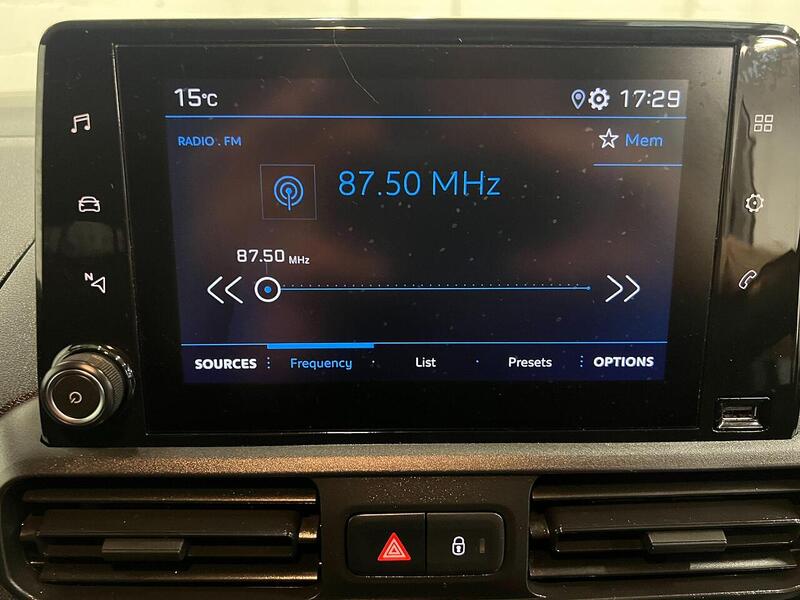 15°C 17:29
RADIO . FM
Mem
87.50 MHz
87.50 MHz
N
SOURCES Frequency List Presets OPTIONS